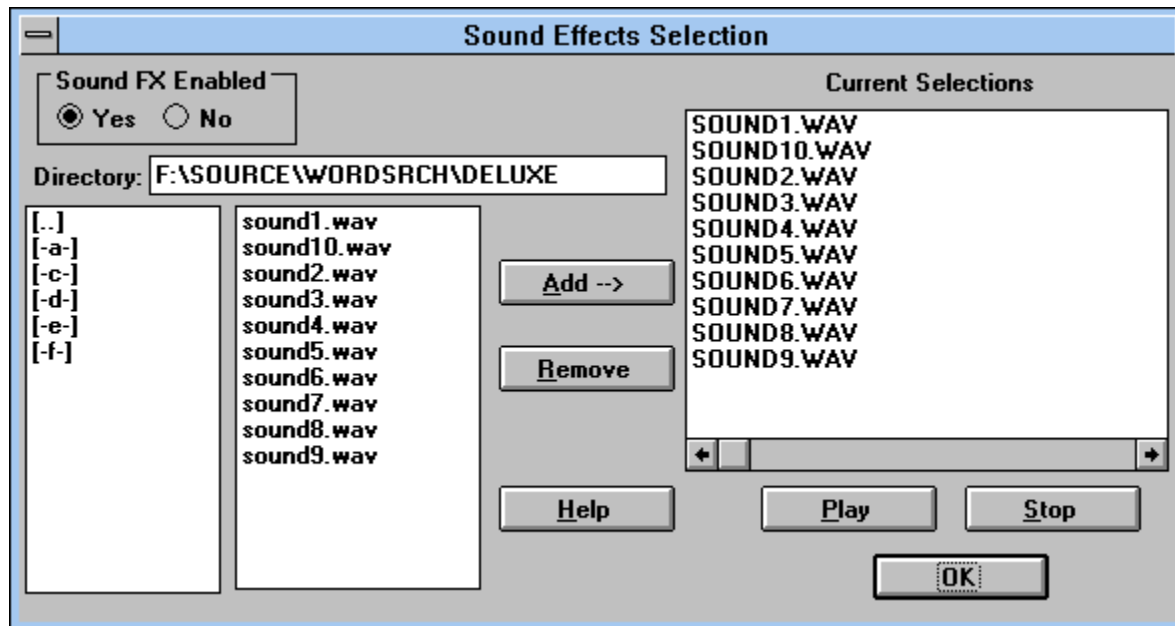 Sound Effects Selection
Sound FX Enabled
Yes No
Directory: F:\SOURCE\WORDSRCH\DELUXE
[..]
[-a-]
[-c-]
[-d-]
[-e-]
[-f-]
sound1.wav
sound10.wav
sound2.wav
sound3.wav
sound4.wav
sound5.wav
sound6.wav
sound7.wav
sound8.wav
sound9.wav
Add -->
Remove
Help
Current Selections
SOUND1.WAV
SOUND10.WAV
SOUND2.WAV
SOUND3.WAV
SOUND4.WAV
SOUND5.WAV
SOUND6.WAV
SOUND7.WAV
SOUND8.WAV
SOUND9.WAV
Play Stop
OK